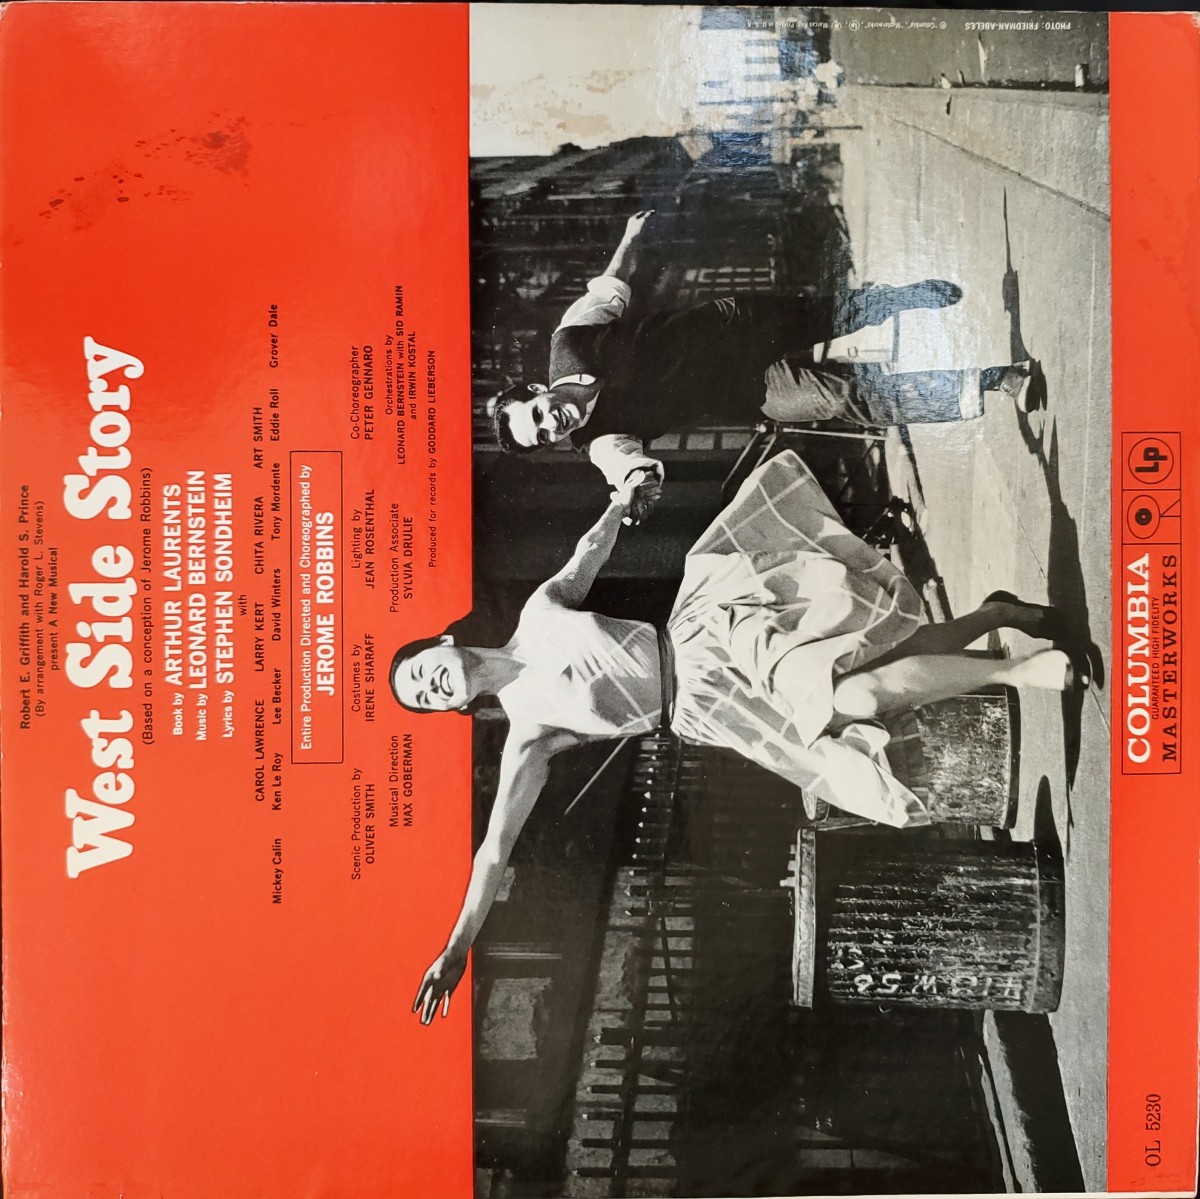 Robert E. Griffith and Harold S. Prince
(By arrangement with Roger L. Stevens)
present A New Musical
West Side Story
(Based on a conception of Jerome Robbins)
Book by ARTHUR LAURENTS
Music by LEONARD BERNSTEIN
Lyrics by STEPHEN SONDHEIM
with
CAROL LAWRENCE LARRY KERT CHITA RIVERA ART SMITH
Mickey Calin Ken Le Roy Lee Becker David Winters Tony Mordente Eddie Roll Grover Dale
Entire Production Directed and Choreographed by
JEROME ROBBINS
Scenic Production by
OLIVER SMITH
Costumes by
IRENE SHARAFF
Lighting by
JEAN ROSENTHAL
Co-Choreographer
PETER GENNARO
Musical Direction
MAX GOBERMAN
Production Associate
SYLVIA DRULIE
Orchestrations by
LEONARD BERNSTEIN with SID RAMIN
and IRWIN KOSTAL
Produced for records by GODDARD LIEBERSON
PHOTO: FRIEDMAN-ABELES
OL 5230
COLUMBIA
GUARANTEED HIGH FIDELITY
MASTERWORKS
Lp